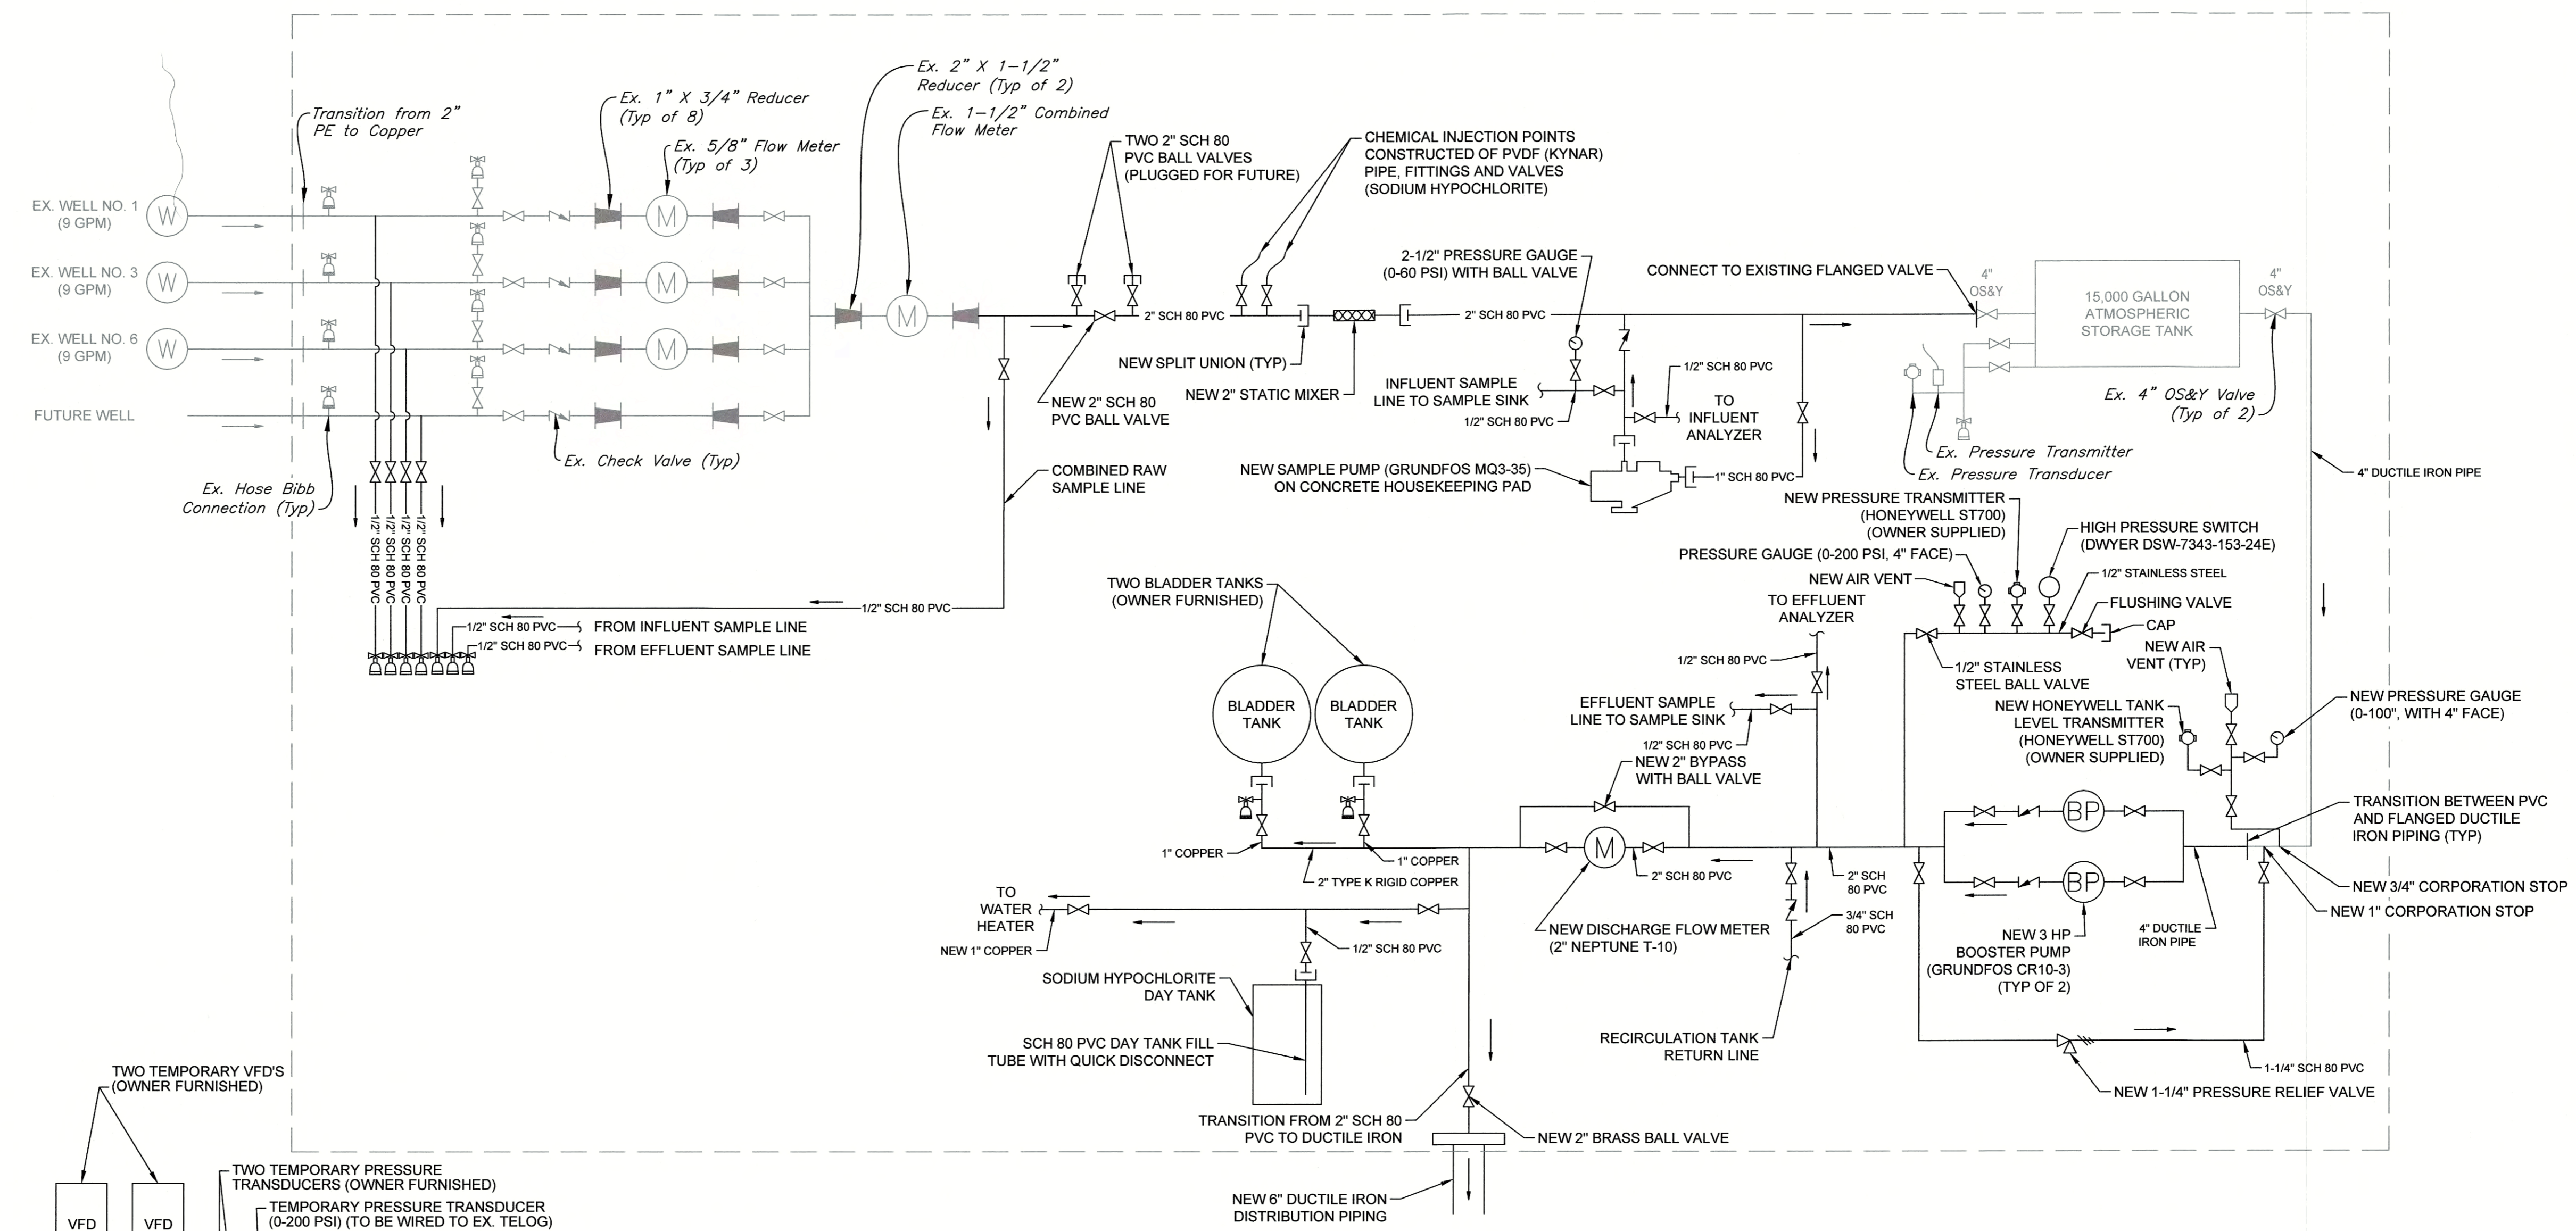 Ex. 2" X 1-1/2"
Reducer (Typ of 2)
Ex. 1-1/2" Combined
Flow Meter
Ex. 1" X 3/4" Reducer
(Typ of 8)
Ex. 5/8" Flow Meter
(Typ of 3)
Transition from 2"
PE to Copper
EX. WELL NO. 1
(9 GPM)
W
M
EX. WELL NO. 3
(9 GPM)
W
M
EX. WELL NO. 6
(9 GPM)
W
M
FUTURE WELL
M
Ex. Hose Bibb
Connection (Typ)
Ex. Check Valve (Typ)
TWO 2" SCH 80
PVC BALL VALVES
(PLUGGED FOR FUTURE)
CHEMICAL INJECTION POINTS
CONSTRUCTED OF PVDF (KYNAR)
PIPE, FITTINGS AND VALVES
(SODIUM HYPOCHLORITE)
2" SCH 80 PVC
2" SCH 80 PVC
NEW SPLIT UNION (TYP)
NEW 2" STATIC MIXER
NEW 2" SCH 80
PVC BALL VALVE
COMBINED RAW
SAMPLE LINE
2-1/2" PRESSURE GAUGE
(0-60 PSI) WITH BALL VALVE
INFLUENT SAMPLE
LINE TO SAMPLE SINK
1/2" SCH 80 PVC
1/2" SCH 80 PVC
TO
INFLUENT
ANALYZER
NEW SAMPLE PUMP (GRUNDFOS MQ3-35)
ON CONCRETE HOUSEKEEPING PAD
1" SCH 80 PVC
CONNECT TO EXISTING FLANGED VALVE
4"
OS&Y
15,000 GALLON
ATMOSPHERIC
STORAGE TANK
4"
OS&Y
Ex. 4" OS&Y Valve
(Typ of 2)
Ex. Pressure Transmitter
Ex. Pressure Transducer
4" DUCTILE IRON PIPE
NEW PRESSURE TRANSMITTER
(HONEYWELL ST700)
(OWNER SUPPLIED)
HIGH PRESSURE SWITCH
(DWYER DSW-7343-153-24E)
PRESSURE GAUGE (0-200 PSI, 4" FACE)
NEW AIR VENT
1/2" STAINLESS STEEL
FLUSHING VALVE
CAP
1/2" STAINLESS
STEEL BALL VALVE
NEW AIR
VENT (TYP)
NEW HONEYWELL TANK
LEVEL TRANSMITTER
(HONEYWELL ST700)
(OWNER SUPPLIED)
NEW PRESSURE GAUGE
(0-100", WITH 4" FACE)
1/2" SCH 80 PVC
1/2" SCH 80 PVC
1/2" SCH 80 PVC
1/2" SCH 80 PVC
1/2" SCH 80 PVC
1/2" SCH 80 PVC
FROM INFLUENT SAMPLE LINE
1/2" SCH 80 PVC
FROM EFFLUENT SAMPLE LINE
TWO BLADDER TANKS
(OWNER FURNISHED)
BLADDER
TANK
BLADDER
TANK
TO EFFLUENT
ANALYZER
1/2" SCH 80 PVC
EFFLUENT SAMPLE
LINE TO SAMPLE SINK
1/2" SCH 80 PVC
NEW 2" BYPASS
WITH BALL VALVE
1" COPPER
1" COPPER
2" TYPE K RIGID COPPER
M
2" SCH 80 PVC
2" SCH
80 PVC
BP
BP
TRANSITION BETWEEN PVC
AND FLANGED DUCTILE
IRON PIPING (TYP)
NEW 3/4" CORPORATION STOP
NEW 1" CORPORATION STOP
4" DUCTILE
IRON PIPE
NEW 3 HP
BOOSTER PUMP
(GRUNDFOS CR10-3)
(TYP OF 2)
TO
WATER
HEATER
NEW 1" COPPER
1/2" SCH 80 PVC
NEW DISCHARGE FLOW METER
(2" NEPTUNE T-10)
3/4" SCH
80 PVC
SODIUM HYPOCHLORITE
DAY TANK
SCH 80 PVC DAY TANK FILL
TUBE WITH QUICK DISCONNECT
RECIRCULATION TANK
RETURN LINE
1-1/4" SCH 80 PVC
NEW 1-1/4" PRESSURE RELIEF VALVE
TRANSITION FROM 2" SCH 80
PVC TO DUCTILE IRON
NEW 2" BRASS BALL VALVE
NEW 6" DUCTILE IRON
DISTRIBUTION PIPING
TWO TEMPORARY VFD'S
(OWNER FURNISHED)
TWO TEMPORARY PRESSURE
TRANSDUCERS (OWNER FURNISHED)
TEMPORARY PRESSURE TRANSDUCER
(0-200 PSI) (TO BE WIRED TO EX. TELOG)
VFD
VFD